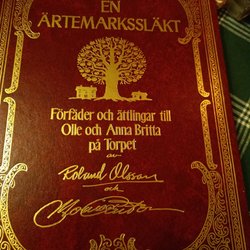 EN
ÄRTEMARKSSLÄKT
Förfäder och ättlingar till
Olle och Anna Britta
på Torpet
av
Roland Olsson
och